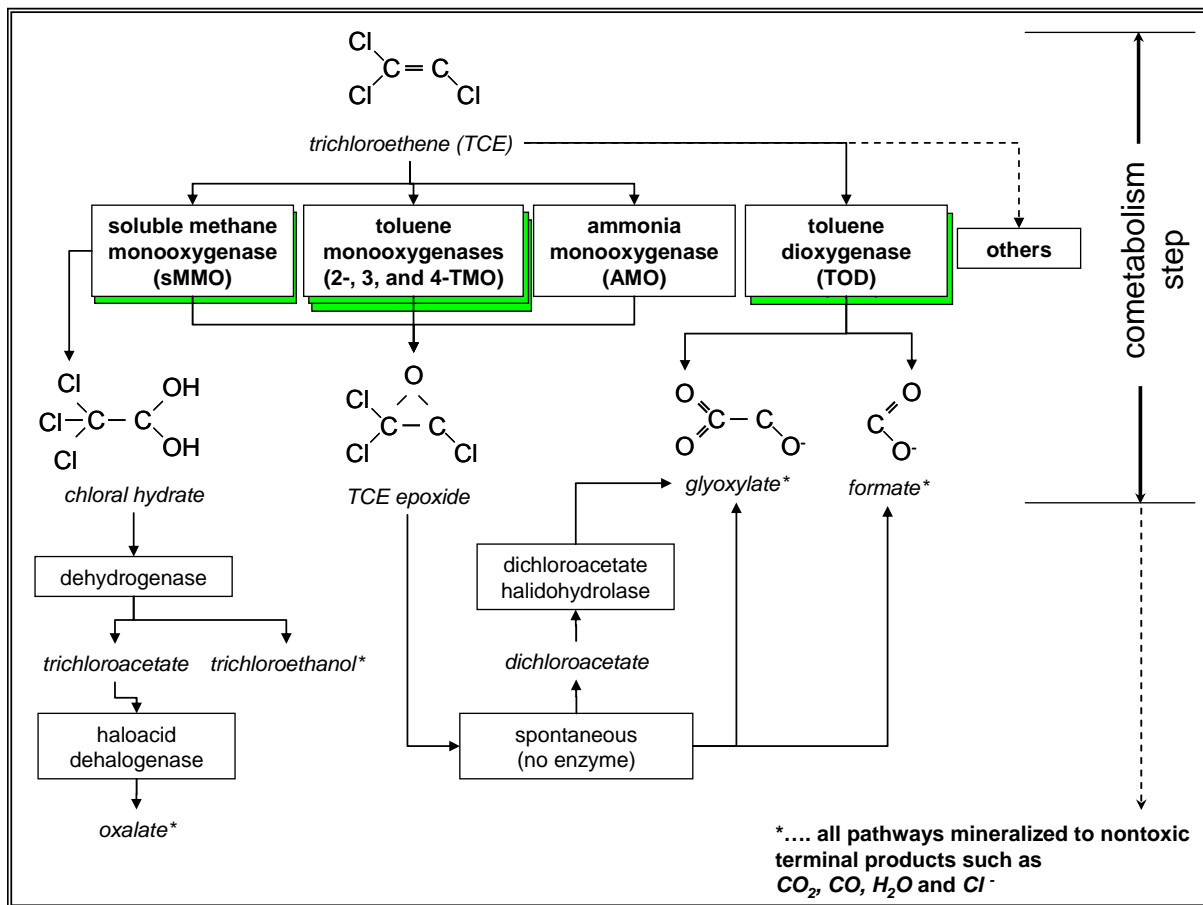 Cl
C = C
Cl
Cl
trichloroethene (TCE)
soluble methane
monooxygenase
(sMMO)
toluene
monooxygenases
(2-, 3, and 4-TMO)
ammonia
monooxygenase
(AMO)
toluene
dioxygenase
(TOD)
others
cometabolism
step
Cl
OH
Cl
C – C
Cl
OH
chloral hydrate
O
Cl
C – C
Cl
Cl
TCE epoxide
O
C – C
O
O-
glyoxylate*
O
C
O-
formate*
dehydrogenase
trichloroacetate
trichloroethanol*
haloacid
dehalogenase
oxalate*
dichloroacetate
halidohydrolase
dichloroacetate
spontaneous
(no enzyme)
*.... all pathways mineralized to nontoxic
terminal products such as
CO2, CO, H2O and Cl -